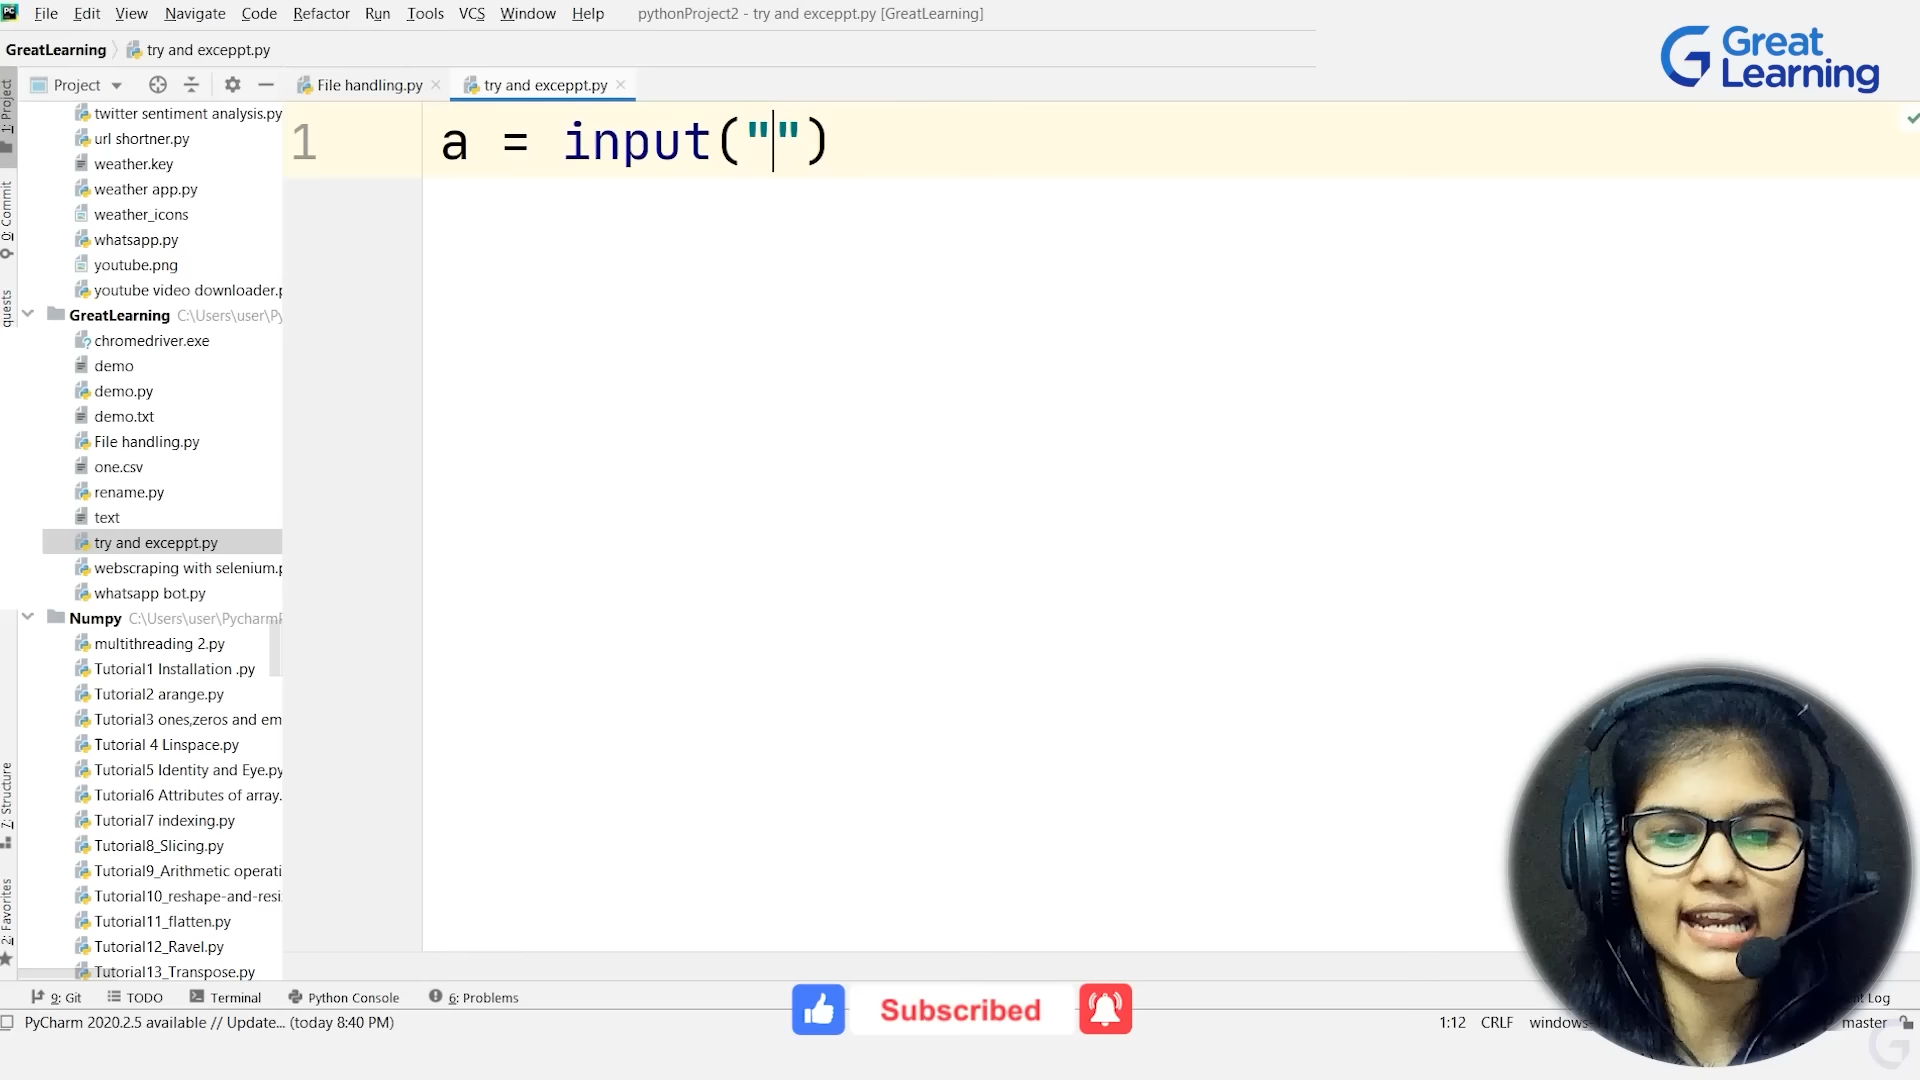 File Edit View Navigate Code Refactor Run Tools VCS Window Help pythonProject2 - try and exceppt.py [GreatLearning]
GreatLearning try and exceppt.py
Great Learning
1: Project
Project
File handling.py
try and exceppt.py
1 a = input("")
0: Commit
quests
7: Structure
2: Favorites
twitter sentiment analysis.py
url shortner.py
weather.key
weather app.py
weather_icons
whatsapp.py
youtube.png
youtube video downloader.p
GreatLearning C:\Users\user\Py
chromedriver.exe
demo
demo.py
demo.txt
File handling.py
one.csv
rename.py
text
try and exceppt.py
webscraping with selenium.p
whatsapp bot.py
Numpy C:\Users\user\Pycharm
multithreading 2.py
Tutorial1 Installation .py
Tutorial2 arange.py
Tutorial3 ones,zeros and em
Tutorial 4 Linspace.py
Tutorial5 Identity and Eye.py
Tutorial6 Attributes of array.
Tutorial7 indexing.py
Tutorial8_Slicing.py
Tutorial9_Arithmetic operati
Tutorial10_reshape-and-resi
Tutorial11_flatten.py
Tutorial12_Ravel.py
Tutorial13_Transpose.py
9: Git TODO Terminal Python Console 6: Problems
Subscribed
Log
PyCharm 2020.2.5 available // Update... (today 8:40 PM)
1:12 CRLF windows- master